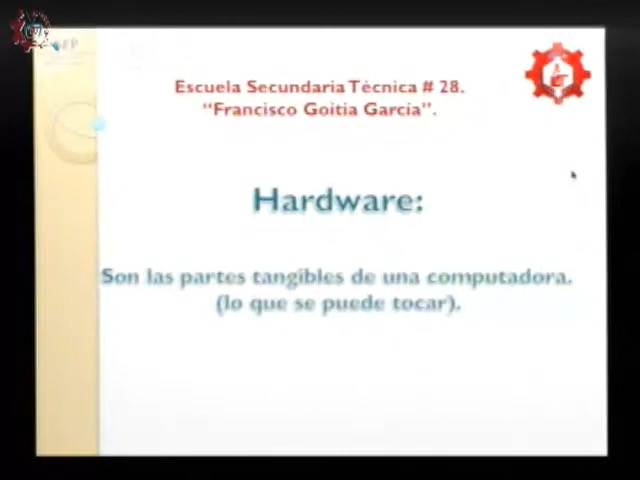 Escuela Secundaria Técnica # 28.
“Francisco Goitia García”.
Hardware:
Son las partes tangibles de una computadora.
(lo que se puede tocar).